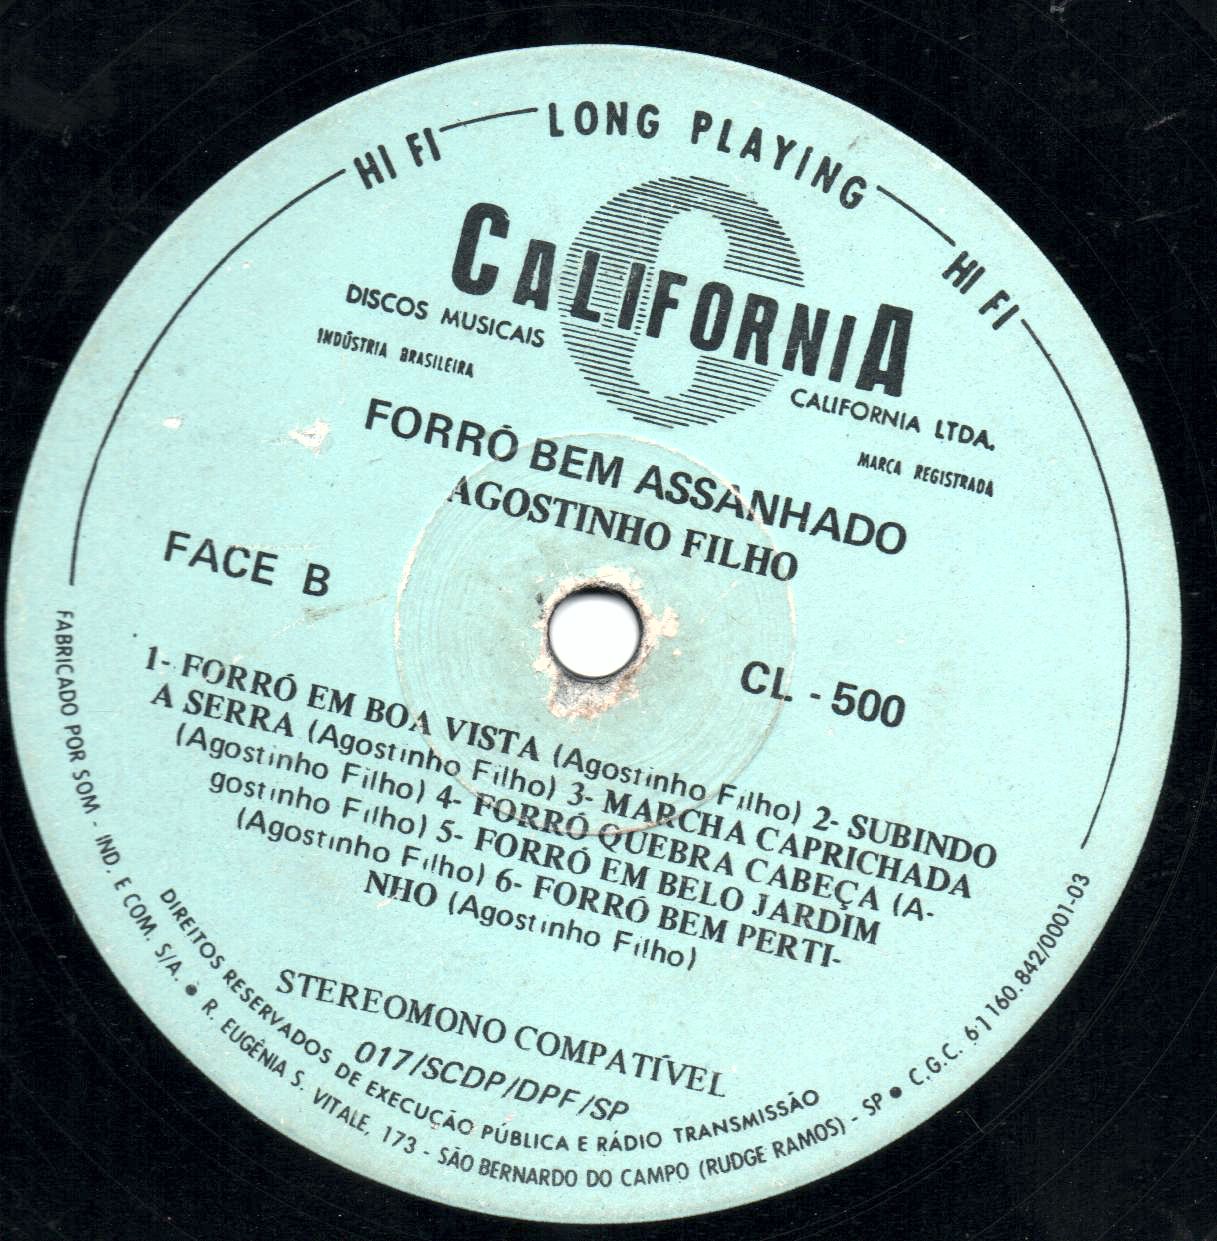 HI FI LONG PLAYING HI FI
CALIFORNIA
DISCOS MUSICAIS
CALIFORNIA LTDA.
INDÚSTRIA BRASILEIRA
MARCA REGISTRADA
FORRÓ BEM ASSANHADO
AGOSTINHO FILHO
FACE B
CL - 500
1- FORRÓ EM BOA VISTA (Agostinho Filho) 2- SUBINDO
A SERRA (Agostinho Filho) 3- MARCHA CAPRICHADA
(Agostinho Filho) 4- FORRÓ QUEBRA CABEÇA (A-
gostinho Filho) 5- FORRÓ EM BELO JARDIM
(Agostinho Filho) 6- FORRÓ BEM PERTI-
NHO (Agostinho Filho)
STEREOMONO COMPATÍVEL
017/SCDP/DPF/SP
DIREITOS RESERVADOS DE EXECUÇÃO PÚBLICA E RÁDIO TRANSMISSÃO
FABRICADO POR SOM - IND. E COM. S/A. ● R. EUGÊNIA S. VITALE, 173 - SÃO BERNARDO DO CAMPO (RUDGE RAMOS) - SP ● C.G.C. 61 160.842/0001-03